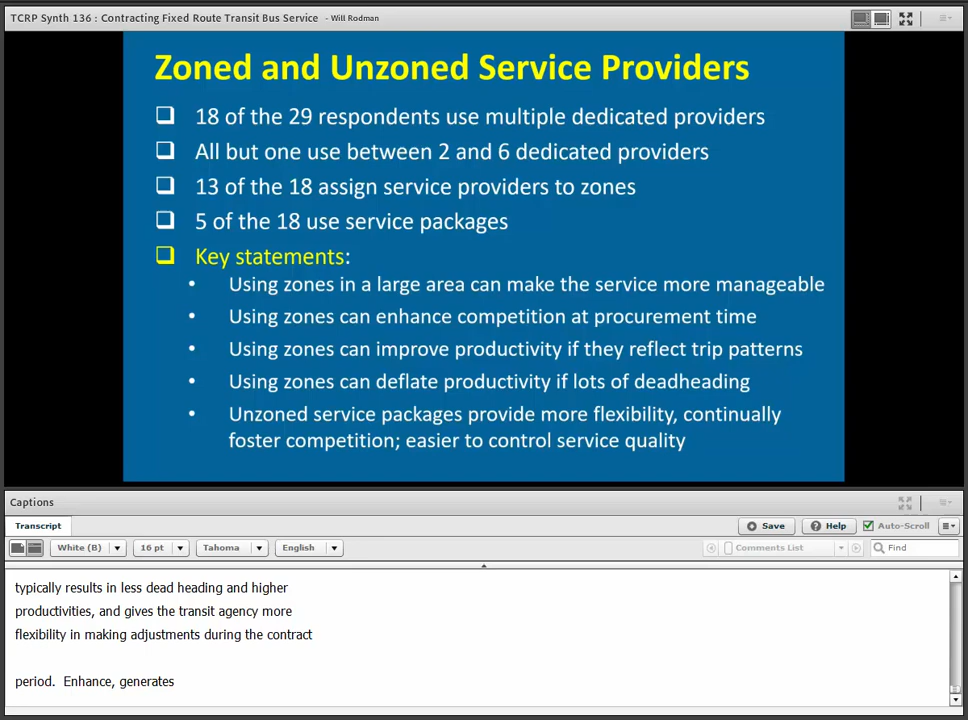 TCRP Synth 136 : Contracting Fixed Route Transit Bus Service - Will Rodman
Zoned and Unzoned Service Providers
18 of the 29 respondents use multiple dedicated providers
All but one use between 2 and 6 dedicated providers
13 of the 18 assign service providers to zones
5 of the 18 use service packages
Key statements:
• Using zones in a large area can make the service more manageable
• Using zones can enhance competition at procurement time
• Using zones can improve productivity if they reflect trip patterns
• Using zones can deflate productivity if lots of deadheading
• Unzoned service packages provide more flexibility, continually
foster competition; easier to control service quality
Captions
Transcript
Save
Help
Auto-Scroll
White (B)
16 pt
Tahoma
English
Comments List
Find
typically results in less dead heading and higher
productivities, and gives the transit agency more
flexibility in making adjustments during the contract
period. Enhance, generates